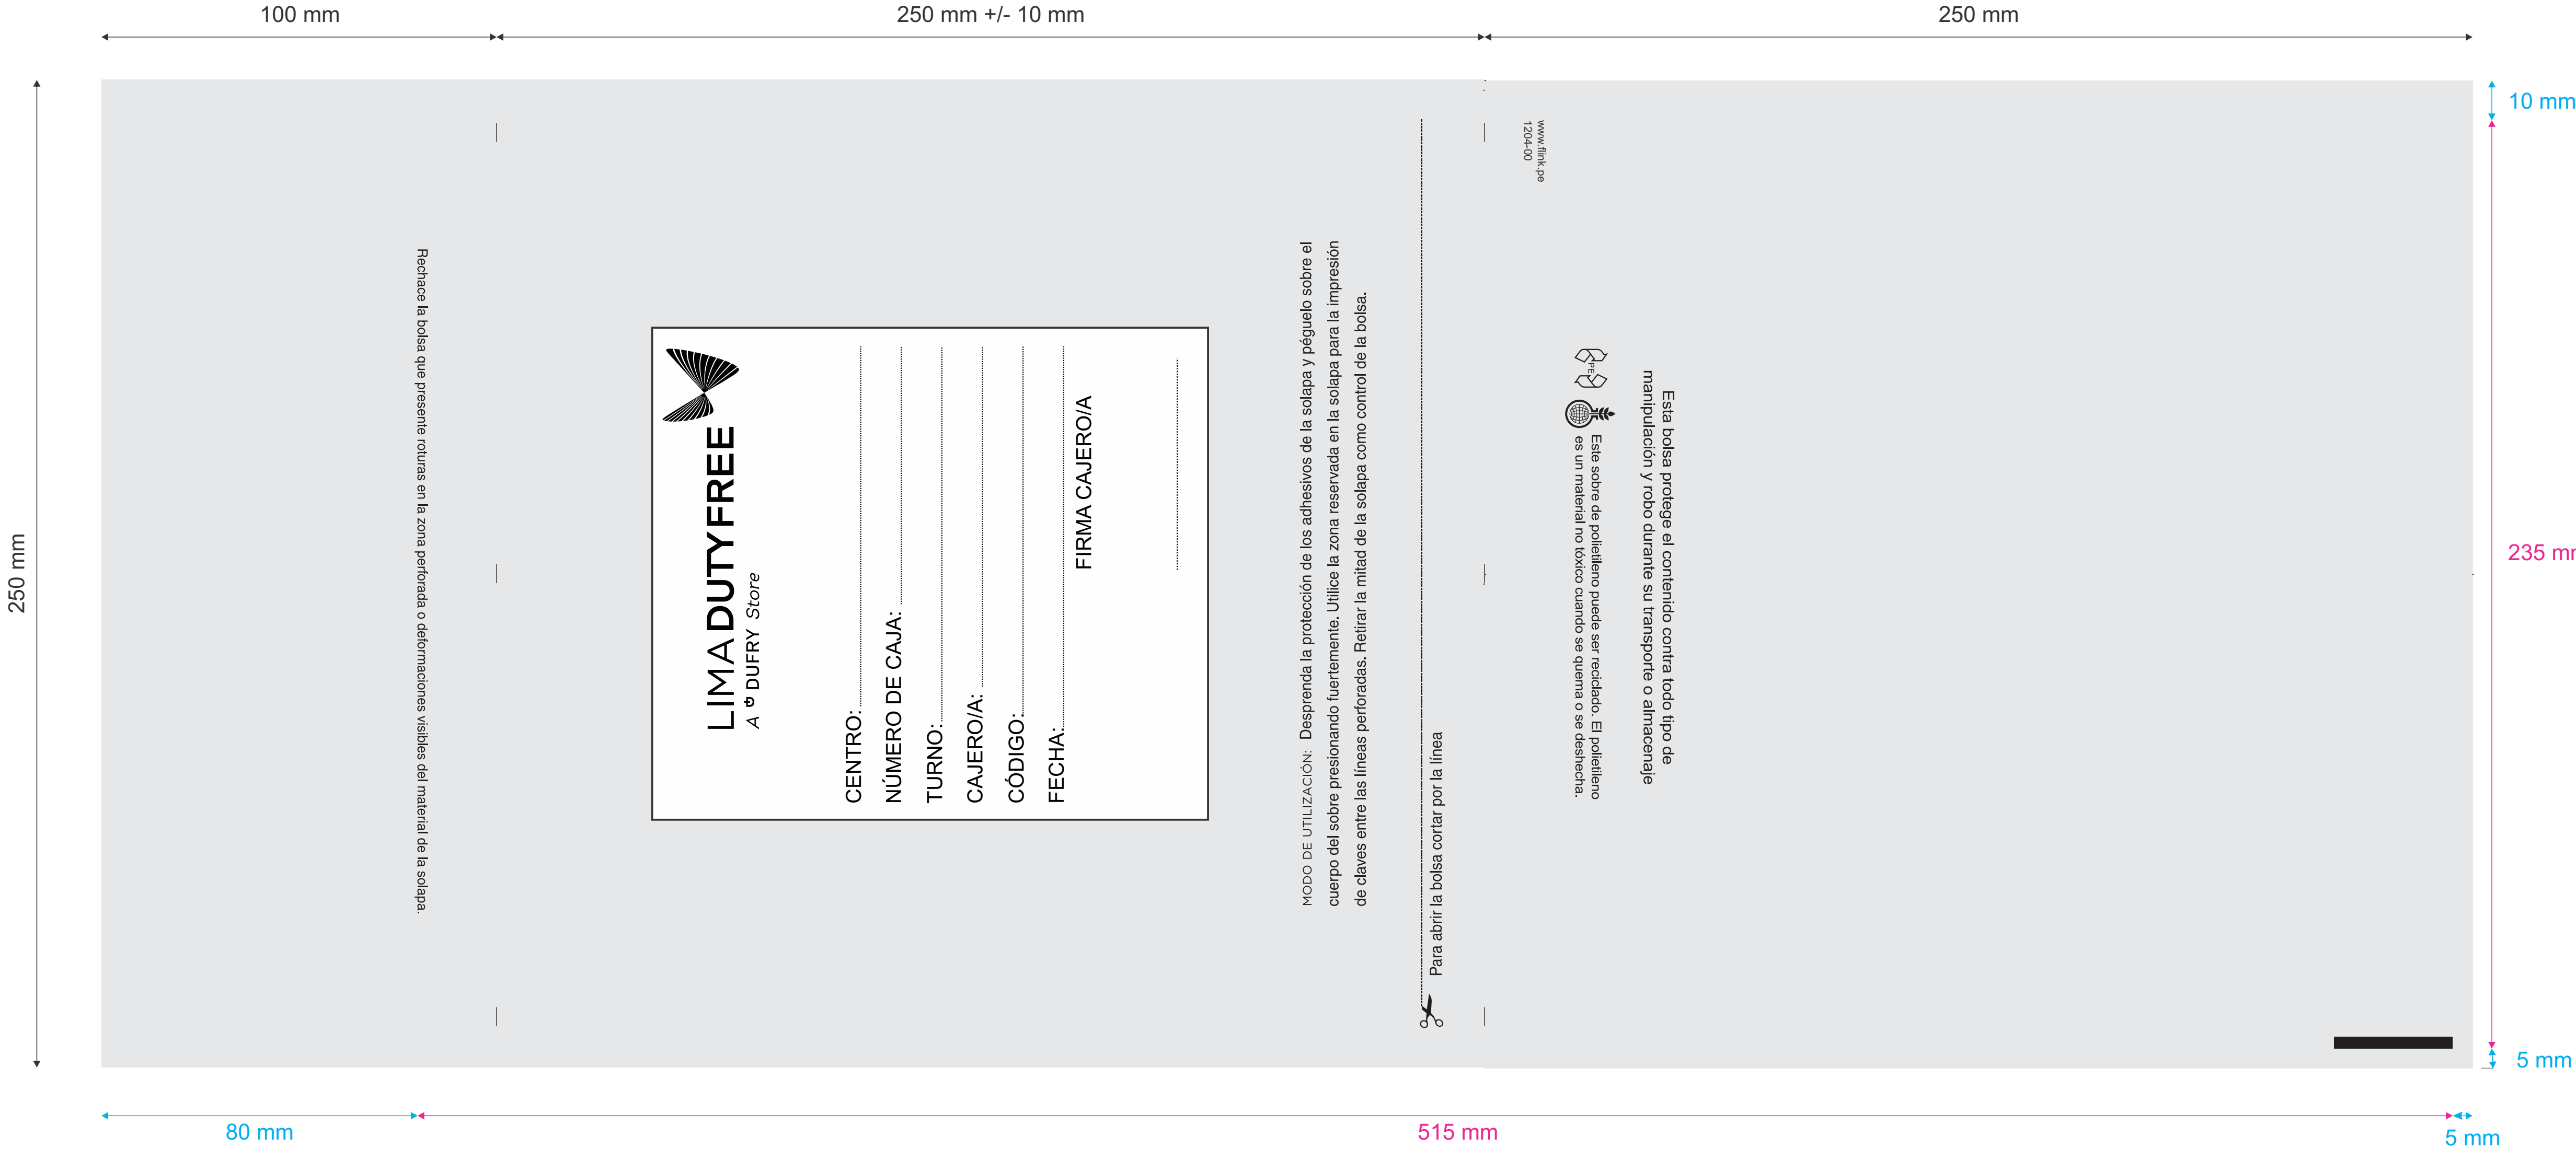 100 mm
250 mm +/- 10 mm
250 mm
250 mm
Rechace la bolsa que presente roturas en la zona perforada o deformaciones visibles del material de la solapa.
LIMADUTYFREE
A DUFRY Store
CENTRO:
NÚMERO DE CAJA:
TURNO:
CAJERO/A:
CÓDIGO:
FECHA:
FIRMA CAJERO/A
MODO DE UTILIZACIÓN: Desprenda la protección de los adhesivos de la solapa y péguelo sobre el
cuerpo del sobre presionando fuertemente. Utilice la zona reservada en la solapa para la impresión
de claves entre las líneas perforadas. Retirar la mitad de la solapa como control de la bolsa.
Para abrir la bolsa cortar por la línea
www.flink.pe
1204-00
PE
Este sobre de polietileno puede ser reciclado. El polietileno
es un material no tóxico cuando se quema o se deshecha.
Esta bolsa protege el contenido contra todo tipo de
manipulación y robo durante su transporte o almacenaje
10 mm
235 mm
5 mm
80 mm
515 mm
5 mm